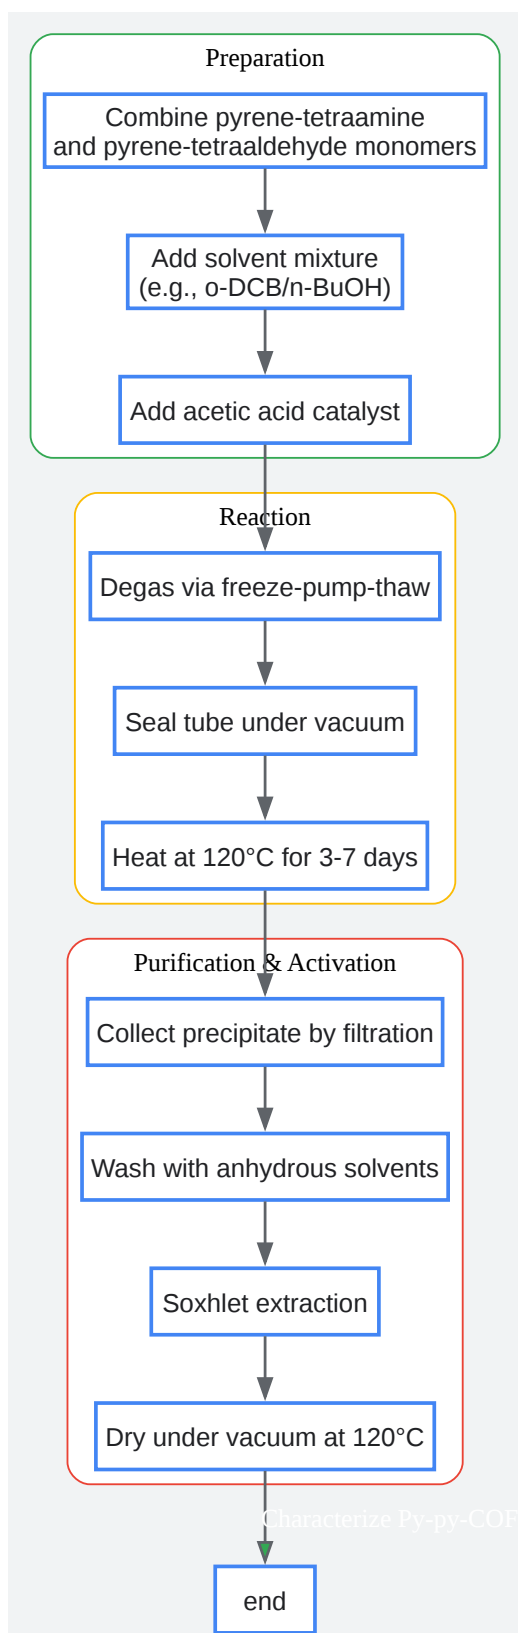 Preparation
Combine pyrene-tetraamine
and pyrene-tetraaldehyde monomers
Add solvent mixture
(e.g., o-DCB/n-BuOH)
Add acetic acid catalyst
Reaction
Degas via freeze-pump-thaw
Seal tube under vacuum
Heat at 120°C for 3-7 days
Purification & Activation
Collect precipitate by filtration
Wash with anhydrous solvents
Soxhlet extraction
Dry under vacuum at 120°C
Characterize Py-py-COF
end